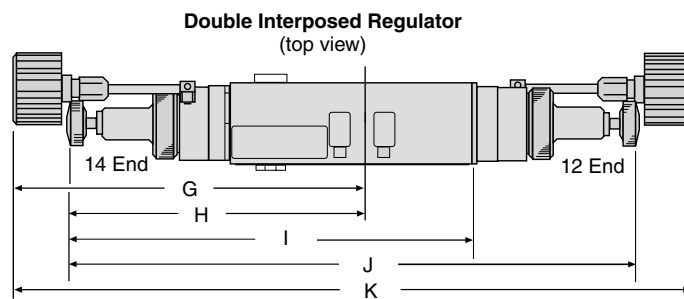 Double Interposed Regulator
(top view)
14 End
12 End
G
H
I
J
K